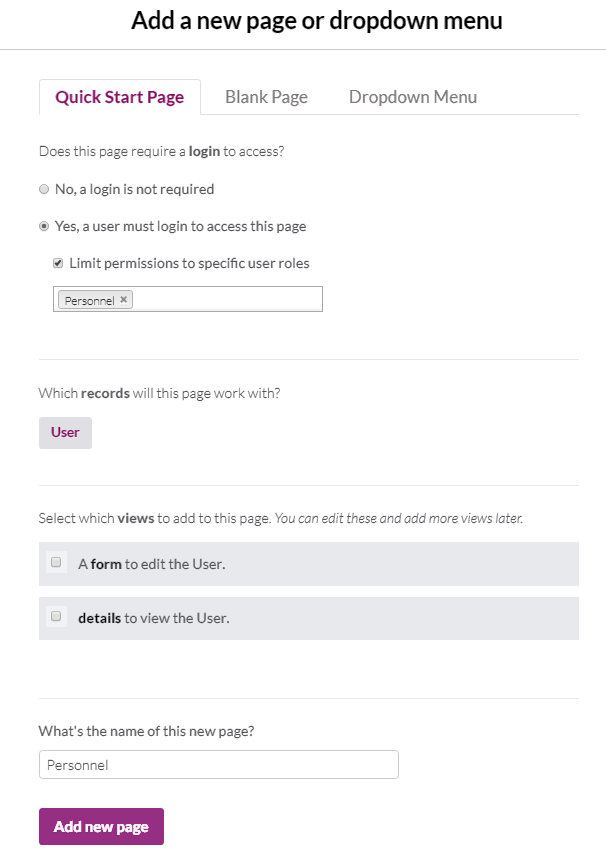 Add a new page or dropdown menu
Quick Start Page Blank Page Dropdown Menu
Does this page require a login to access?
No, a login is not required
Yes, a user must login to access this page
Limit permissions to specific user roles
Personnel ×
Which records will this page work with?
User
Select which views to add to this page. You can edit these and add more views later.
A form to edit the User.
details to view the User.
What's the name of this new page?
Personnel
Add new page